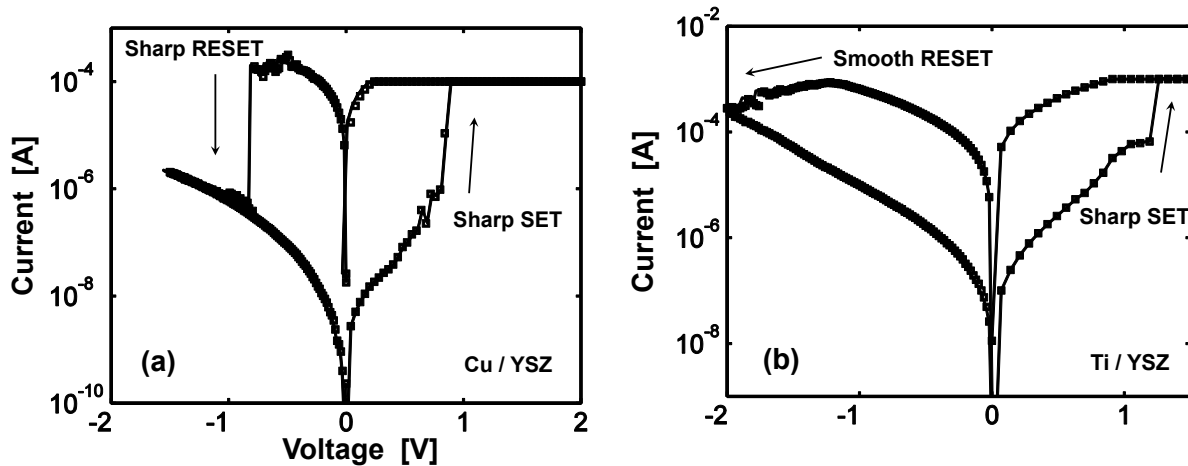 Sharp RESET
Sharp SET
(a)
Cu / YSZ
Current [A]
10⁻⁴
10⁻⁶
10⁻⁸
10⁻¹⁰
-2
-1
0
1
2
Voltage [V]
Smooth RESET
Sharp SET
(b)
Ti / YSZ
Current [A]
10⁻²
10⁻⁴
10⁻⁶
10⁻⁸
-2
-1
0
1